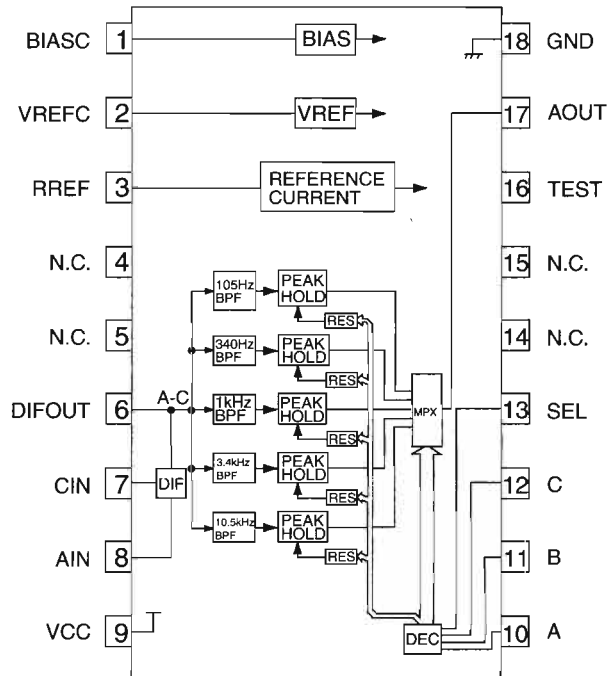 BIASC 1 BIAS 18 GND
VREFC 2 VREF 17 AOUT
RREF 3 REFERENCE CURRENT 16 TEST
N.C. 4 15 N.C.
105Hz BPF PEAK HOLD
RES
N.C. 5 14 N.C.
340Hz BPF PEAK HOLD
RES
DIFOUT 6 A-C 1kHz BPF PEAK HOLD MPX 13 SEL
RES
CIN 7 DIF 3.4kHz BPF PEAK HOLD 12 C
RES
10.5kHz BPF PEAK HOLD
AIN 8 RES 11 B
VCC 9 DEC 10 A